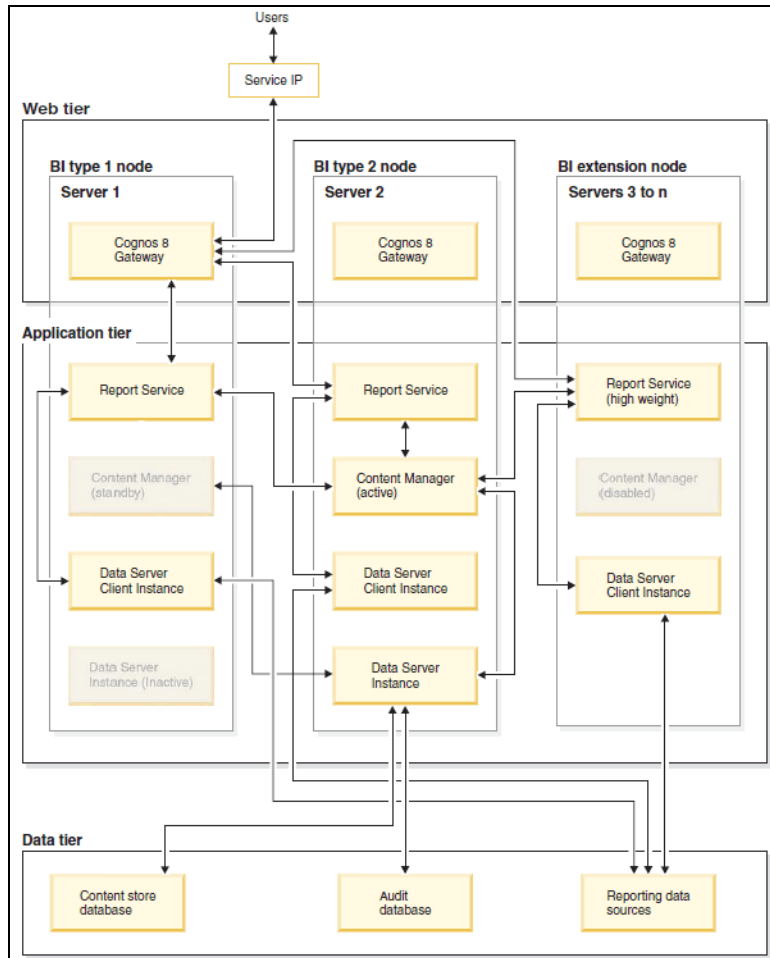 Users
Service IP
Web tier
BI type 1 node
BI type 2 node
BI extension node
Server 1
Server 2
Servers 3 to n
Cognos 8
Gateway
Cognos 8
Gateway
Cognos 8
Gateway
Application tier
Report Service
Report Service
Report Service
(high weight)
Content Manager
(standby)
Content Manager
(active)
Content Manager
(disabled)
Data Server
Client Instance
Data Server
Client Instance
Data Server
Client Instance
Data Server
Instance (Inactive)
Data Server
Instance
Data tier
Content store
database
Audit
database
Reporting data
sources